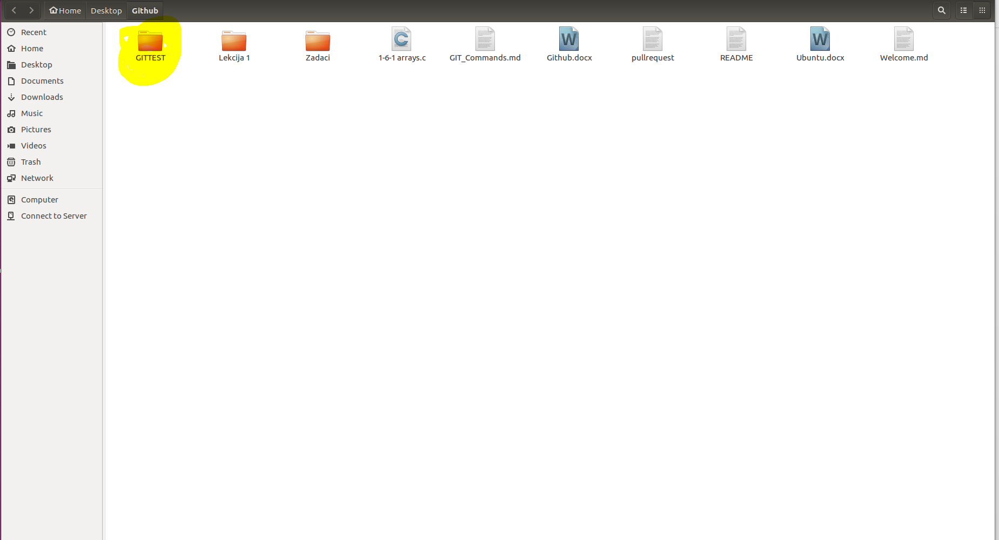 Home Desktop Github
Recent
Home
Desktop
Documents
Downloads
Music
Pictures
Videos
Trash
Network
Computer
Connect to Server
GITTEST Lekcija 1 Zadaci 1-6-1 arrays.c GIT_Commands.md Github.docx pullrequest README Ubuntu.docx Welcome.md